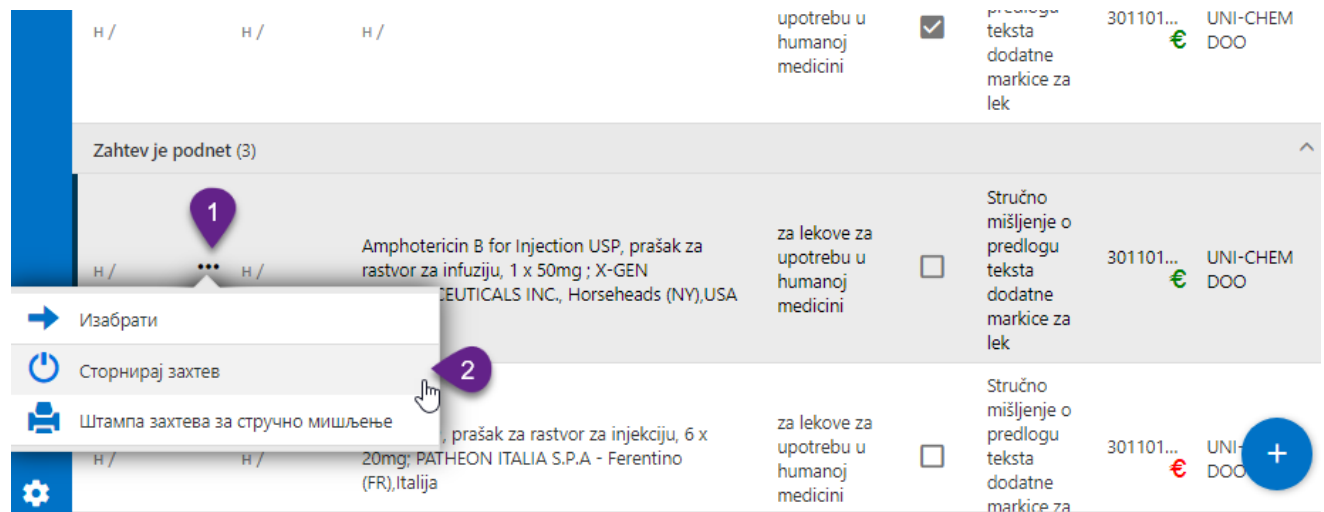 н / н / н /
upotrebu u
humanoj
medicini
predlogu
teksta
dodatne
markice za
lek
301101...
€
UNI-CHEM
DOO
Zahtev je podnet (3)
1
н / ... н /
Amphotericin B for Injection USP, prašak za
rastvor za infuziju, 1 x 50mg ; X-GEN
CEUTICALS INC., Horseheads (NY),USA
za lekove za
upotrebu u
humanoj
medicini
Stručno
mišljenje o
predlogu
teksta
dodatne
markice za
lek
301101...
€
UNI-CHEM
DOO
Изабрати
Сторнирај захтев
2
Штампа захтева за стручно мишљење
н / н /
, prašak za rastvor za injekciju, 6 x
20mg; PATHEON ITALIA S.P.A - Ferentino
(FR),Italija
za lekove za
upotrebu u
humanoj
medicini
Stručno
mišljenje o
predlogu
teksta
dodatne
markice za
301101...
€
UNI-
DOO
+